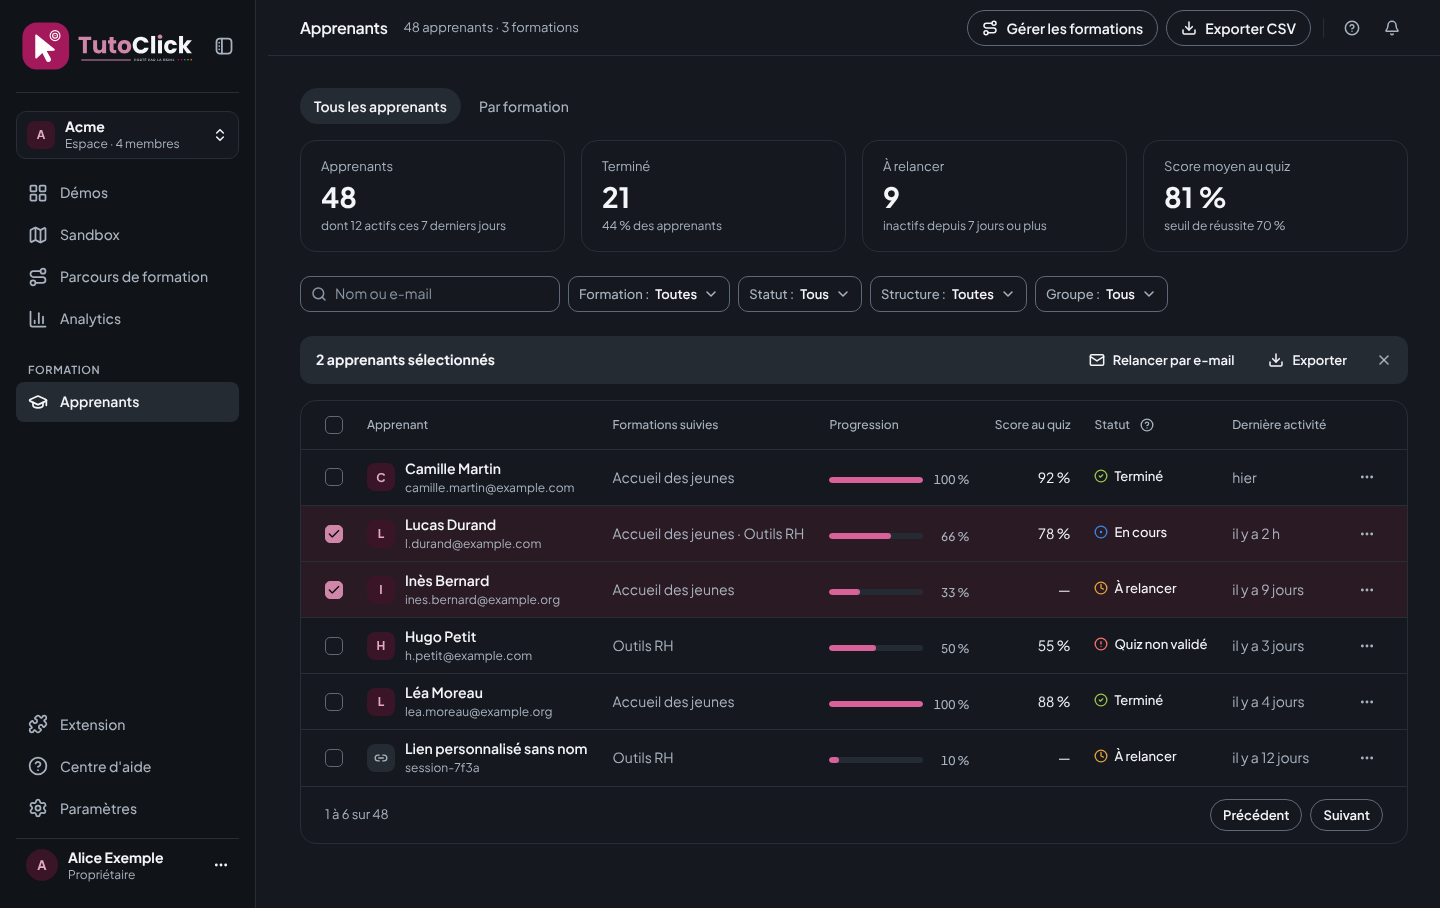 TutoClick
Apprenants
48 apprenants · 3 formations
Gérer les formations
Exporter CSV
A
Acme
Espace · 4 membres
Démos
Sandbox
Parcours de formation
Analytics
FORMATION
Apprenants
Extension
Centre d'aide
Paramètres
A
Alice Exemple
Propriétaire
Tous les apprenants
Par formation
Apprenants
48
dont 12 actifs ces 7 derniers jours
Terminé
21
44 % des apprenants
À relancer
9
inactifs depuis 7 jours ou plus
Score moyen au quiz
81 %
seuil de réussite 70 %
Nom ou e-mail
Formation : Toutes
Statut : Tous
Structure : Toutes
Groupe : Tous
2 apprenants sélectionnés
Relancer par e-mail
Exporter
Apprenant Formations suivies Progression Score au quiz Statut Dernière activité
C Camille Martin
camille.martin@example.com
Accueil des jeunes 100 % 92 % Terminé hier
L Lucas Durand
l.durand@example.com
Accueil des jeunes · Outils RH 66 % 78 % En cours il y a 2 h
I Inès Bernard
ines.bernard@example.org
Accueil des jeunes 33 % — À relancer il y a 9 jours
H Hugo Petit
h.petit@example.com
Outils RH 50 % 55 % Quiz non validé il y a 3 jours
L Léa Moreau
lea.moreau@example.org
Accueil des jeunes 100 % 88 % Terminé il y a 4 jours
Lien personnalisé sans nom
session-7f3a
Outils RH 10 % — À relancer il y a 12 jours
1 à 6 sur 48
Précédent
Suivant